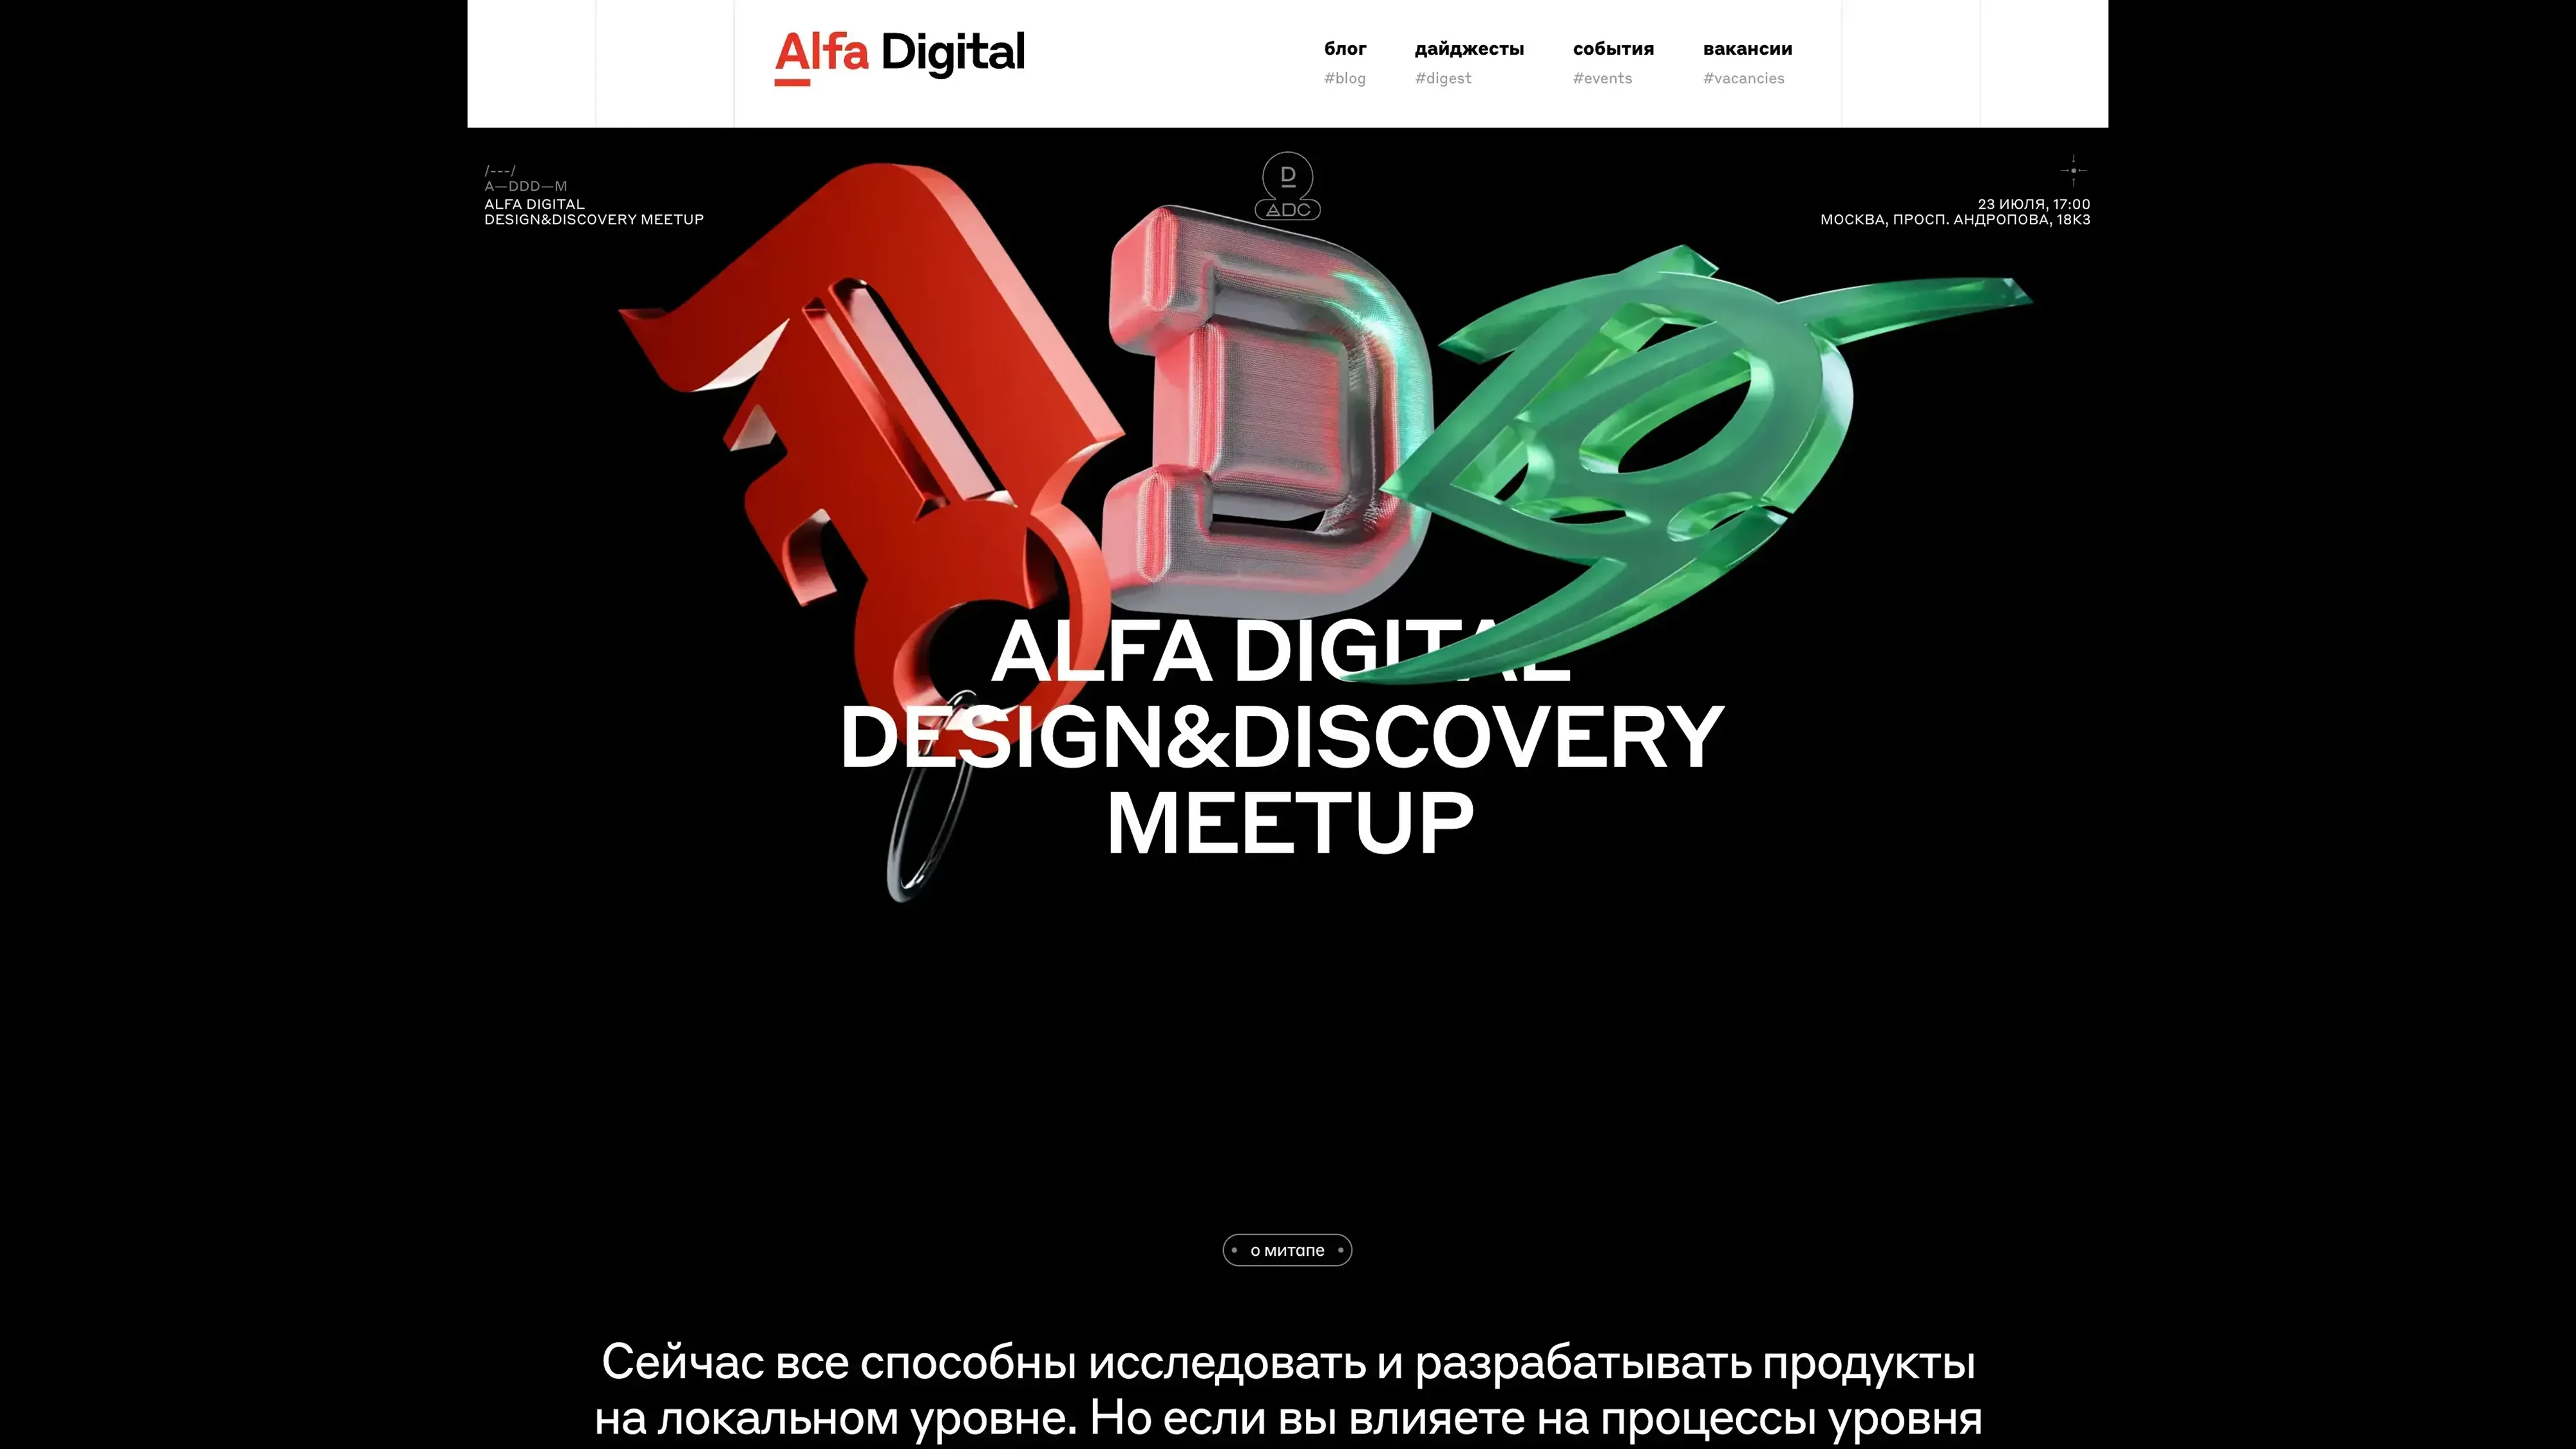 Alfa Digital
блог дайджесты события вакансии
#blog #digest #events #vacancies
/---/
A—DDD—M
ALFA DIGITAL
DESIGN&DISCOVERY MEETUP
D
ADC
23 ИЮЛЯ, 17:00
МОСКВА, ПРОСП. АНДРОПОВА, 18К3
ALFA DIGITAL
DESIGN&DISCOVERY
MEETUP
о митапе
Сейчас все способны исследовать и разрабатывать продукты
на локальном уровне. Но если вы влияете на процессы уровня